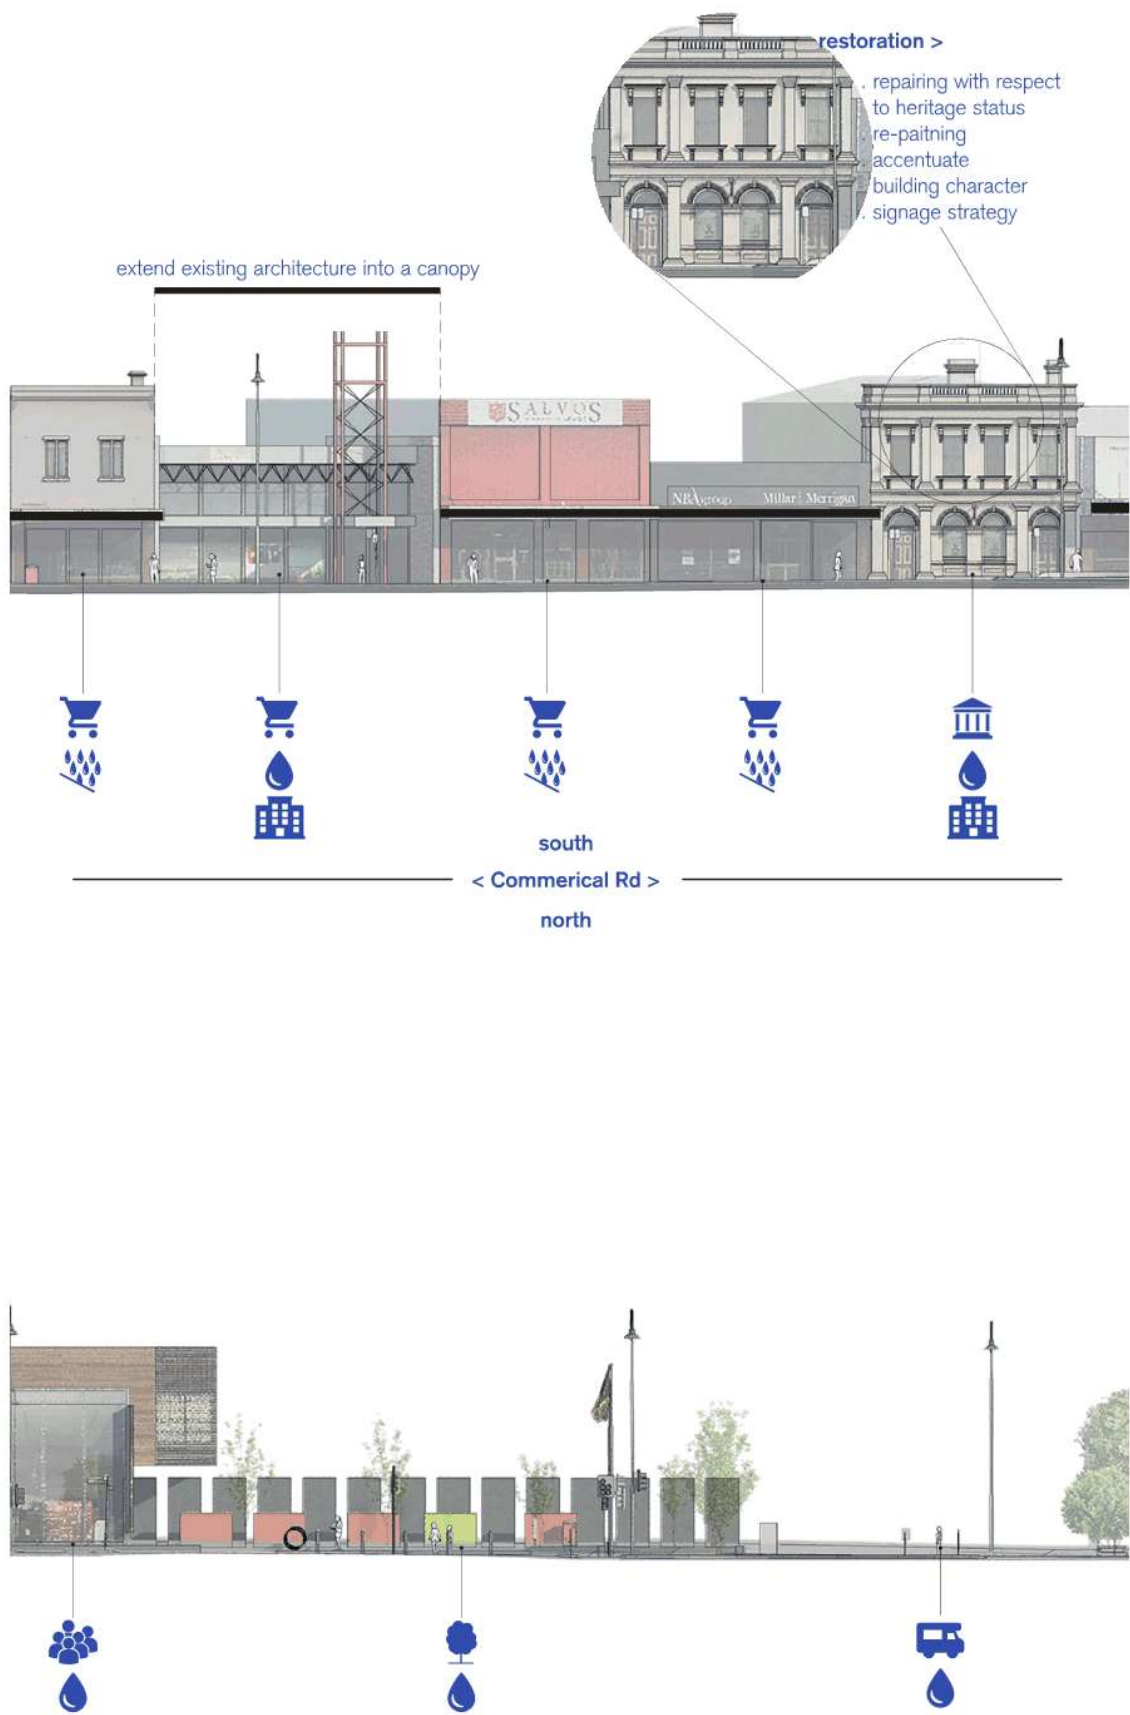 restoration >
. repairing with respect
to heritage status
. re-paitning
. accentuate
building character
. signage strategy
extend existing architecture into a canopy
SALVOS
NBAgroup
Millar Merrigan
south
< Commerical Rd >
north